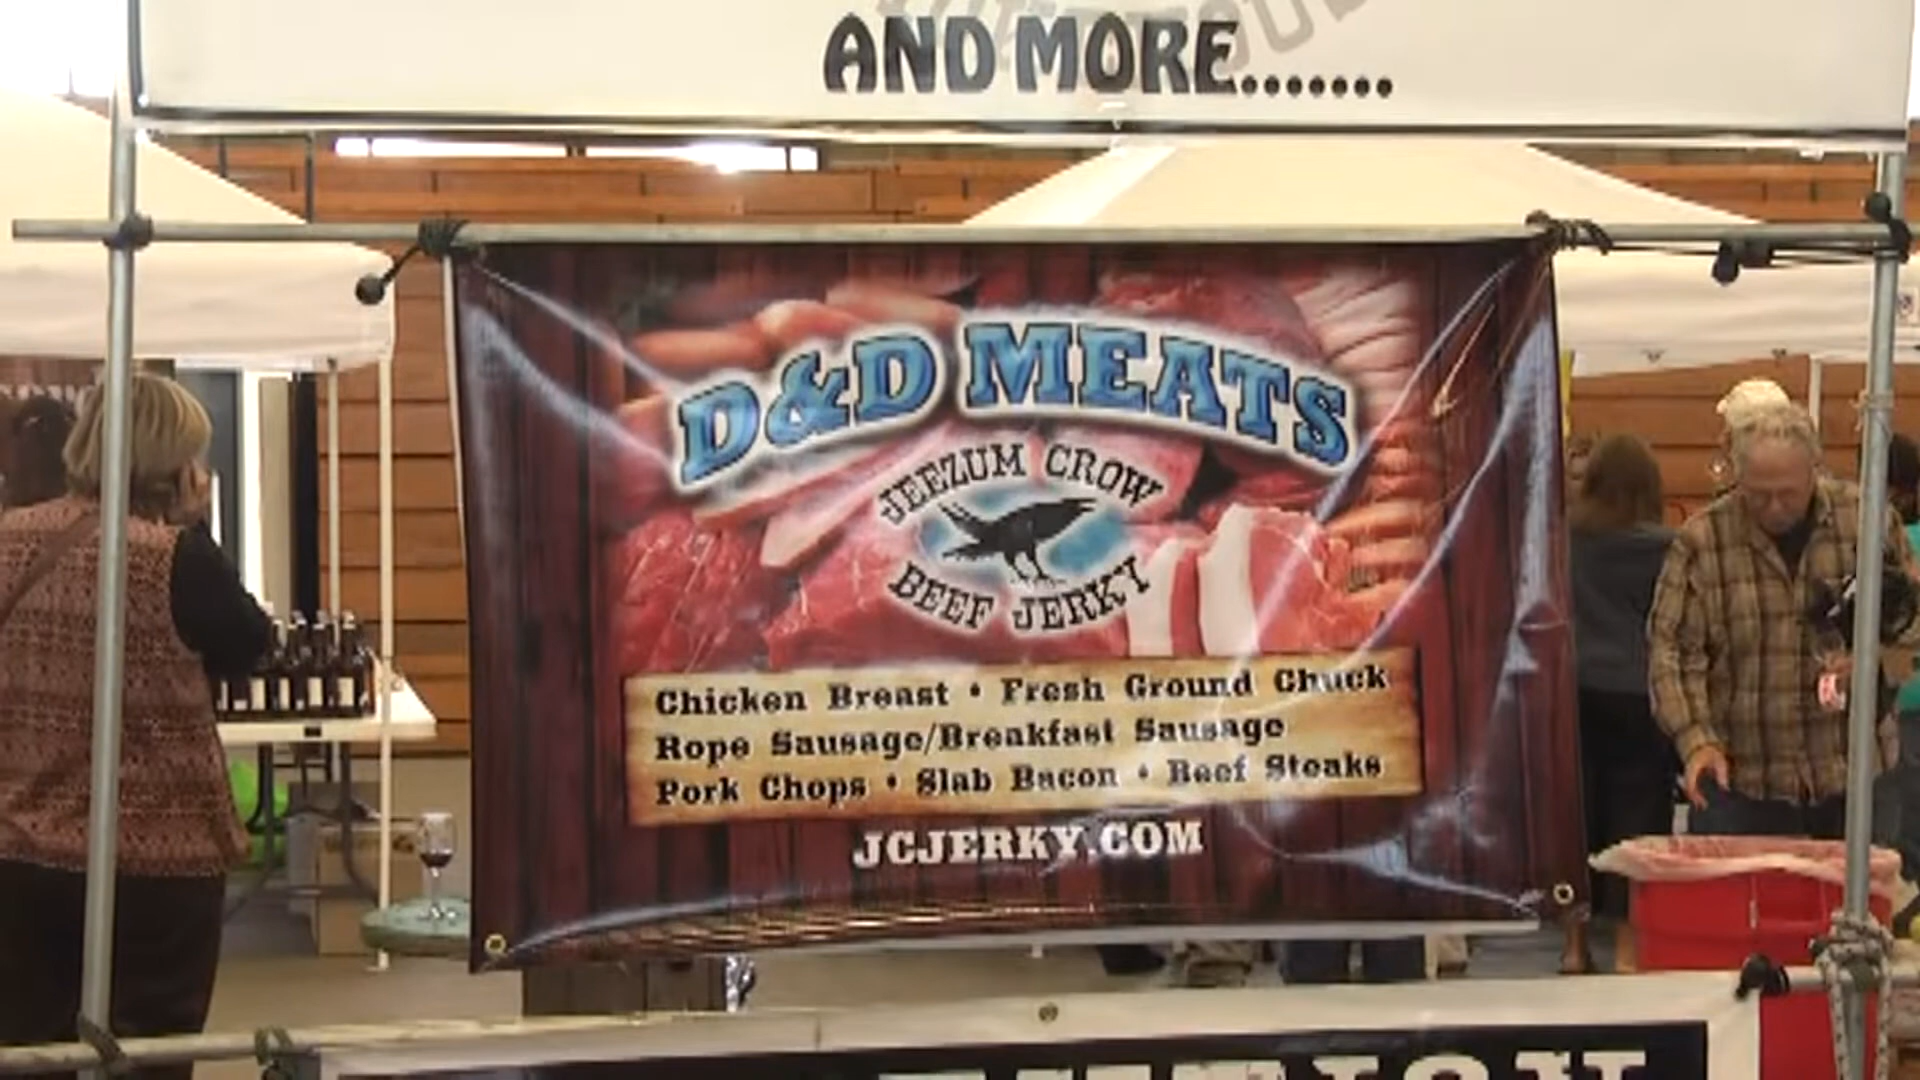 AND MORE.......
D&D MEATS
JEEZUM CROW
BEEF JERKY
Chicken Breast • Fresh Ground Chuck
Rope Sausage/Breakfast Sausage
Pork Chops • Slab Bacon • Beef Steaks
JCJERKY.COM